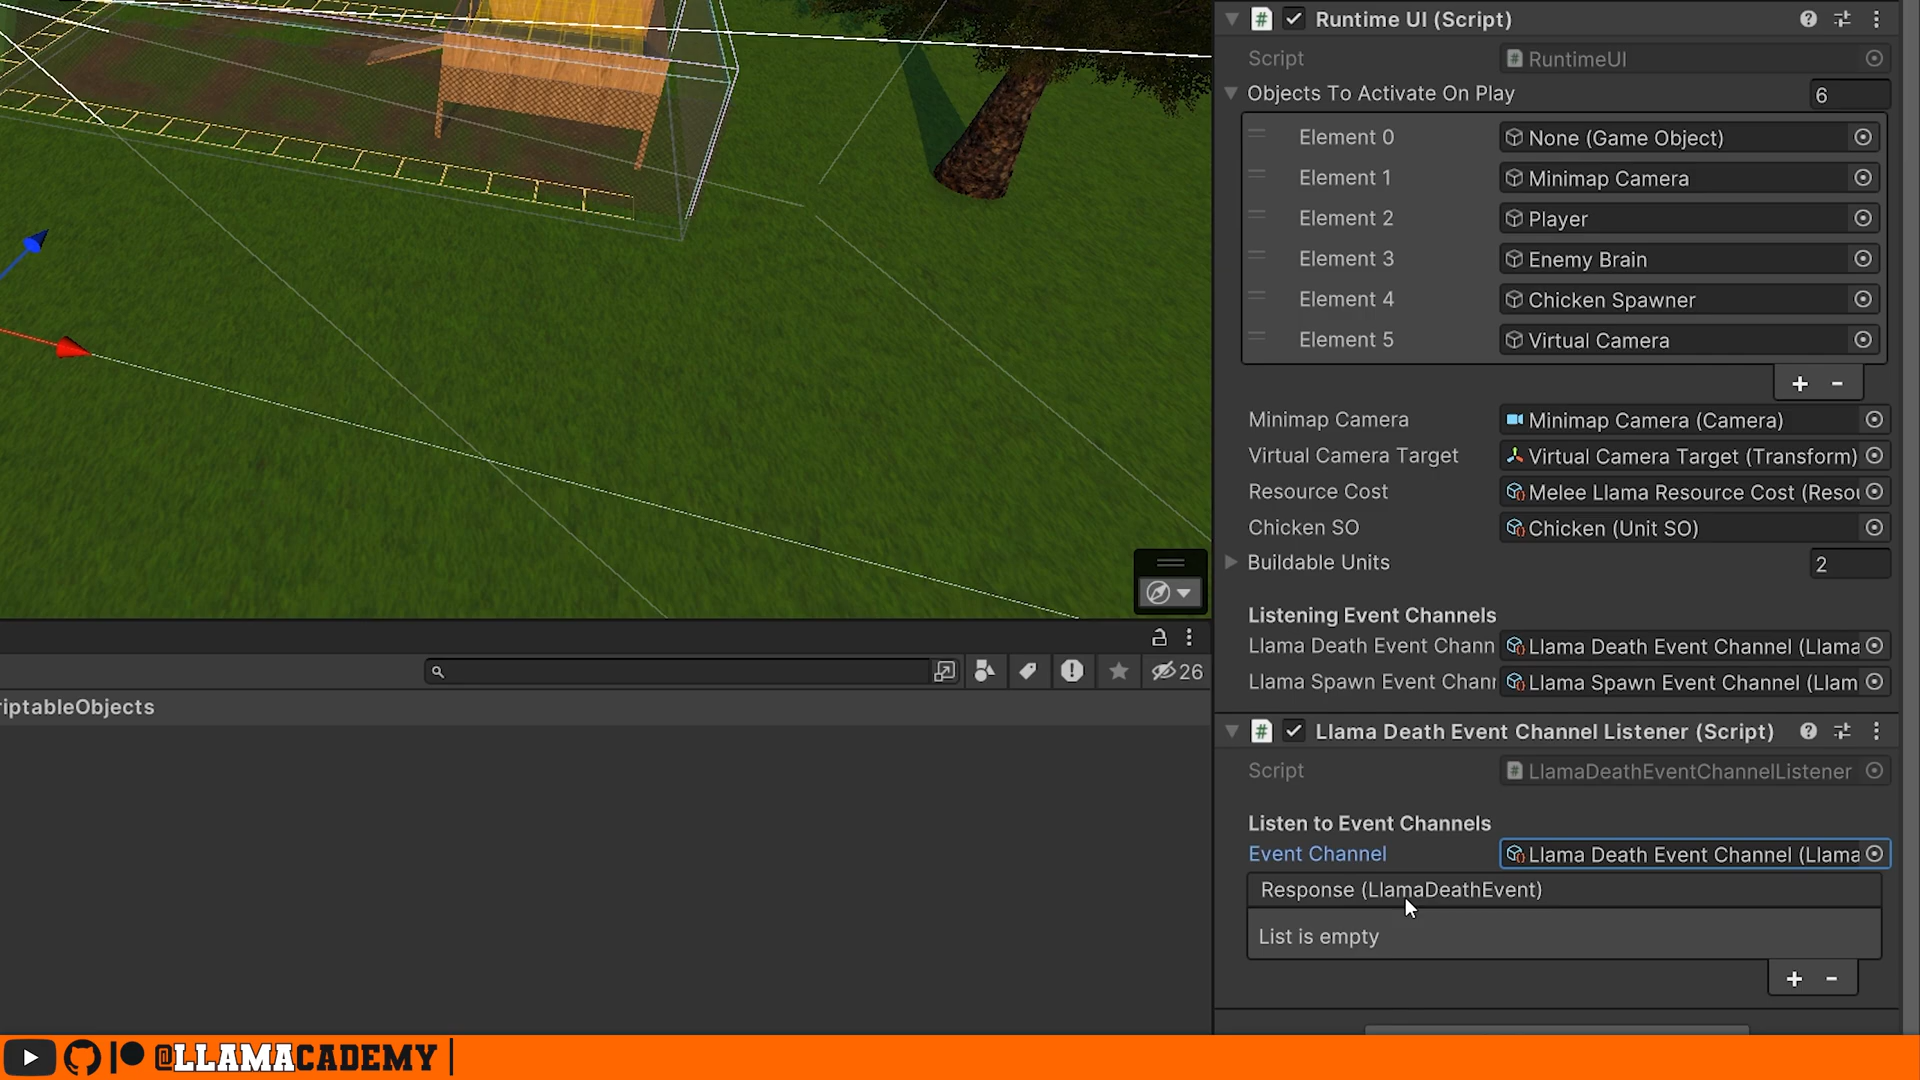 Runtime UI (Script)
Script RuntimeUI
Objects To Activate On Play 6
Element 0 None (Game Object)
Element 1 Minimap Camera
Element 2 Player
Element 3 Enemy Brain
Element 4 Chicken Spawner
Element 5 Virtual Camera
+ -
Minimap Camera Minimap Camera (Camera)
Virtual Camera Target Virtual Camera Target (Transform)
Resource Cost Melee Llama Resource Cost (Resou
Chicken SO Chicken (Unit SO)
Buildable Units 2
Listening Event Channels
Llama Death Event Chann Llama Death Event Channel (Llama
Llama Spawn Event Chann Llama Spawn Event Channel (Llam
26
riptableObjects
Llama Death Event Channel Listener (Script)
Script LlamaDeathEventChannelListener
Listen to Event Channels
Event Channel Llama Death Event Channel (Llama
Response (LlamaDeathEvent)
List is empty
+ -
@LLAMACADEMY